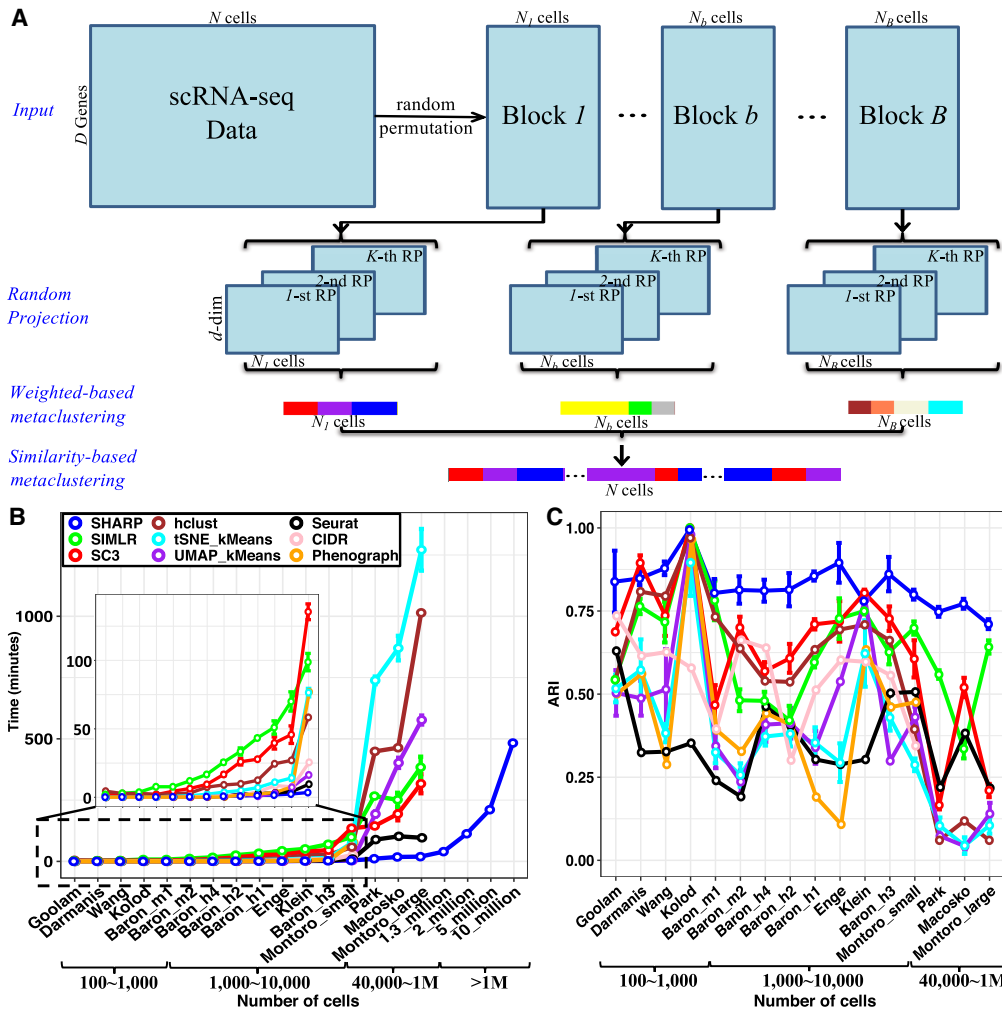 A
N cells
N1 cells
Nb cells
NB cells
Input
D Genes
scRNA-seq
Data
random
permutation
Block 1
...
Block b
...
Block B
Random
Projection
d-dim
K-th RP
2-nd RP
1-st RP
N1 cells
K-th RP
2-nd RP
1-st RP
Nb cells
K-th RP
2-nd RP
1-st RP
NB cells
Weighted-based
metaclustering
N1 cells
Nb cells
NB cells
Similarity-based
metaclustering
N cells
B
SHARP
SIMLR
SC3
hclust
tSNE_kMeans
UMAP_kMeans
Seurat
CIDR
Phenograph
Time (minutes)
1000
500
0
100
50
0
Goolam
Darmanis
Wang
Kolod
Baron_m1
Baron_m2
Baron_h4
Baron_h2
Baron_h1
Enge
Klein
Baron_h3
Montoro_small
Park
Macosko
Montoro_large
1.3_million
2_million
5_million
10_million
100~1,000
1,000~10,000
40,000~1M
>1M
Number of cells
C
ARI
1.00
0.75
0.50
0.25
0.00
Goolam
Darmanis
Wang
Kolod
Baron_m1
Baron_m2
Baron_h4
Baron_h2
Baron_h1
Enge
Klein
Baron_h3
Montoro_small
Park
Macosko
Montoro_large
100~1,000
1,000~10,000
40,000~1M
Number of cells